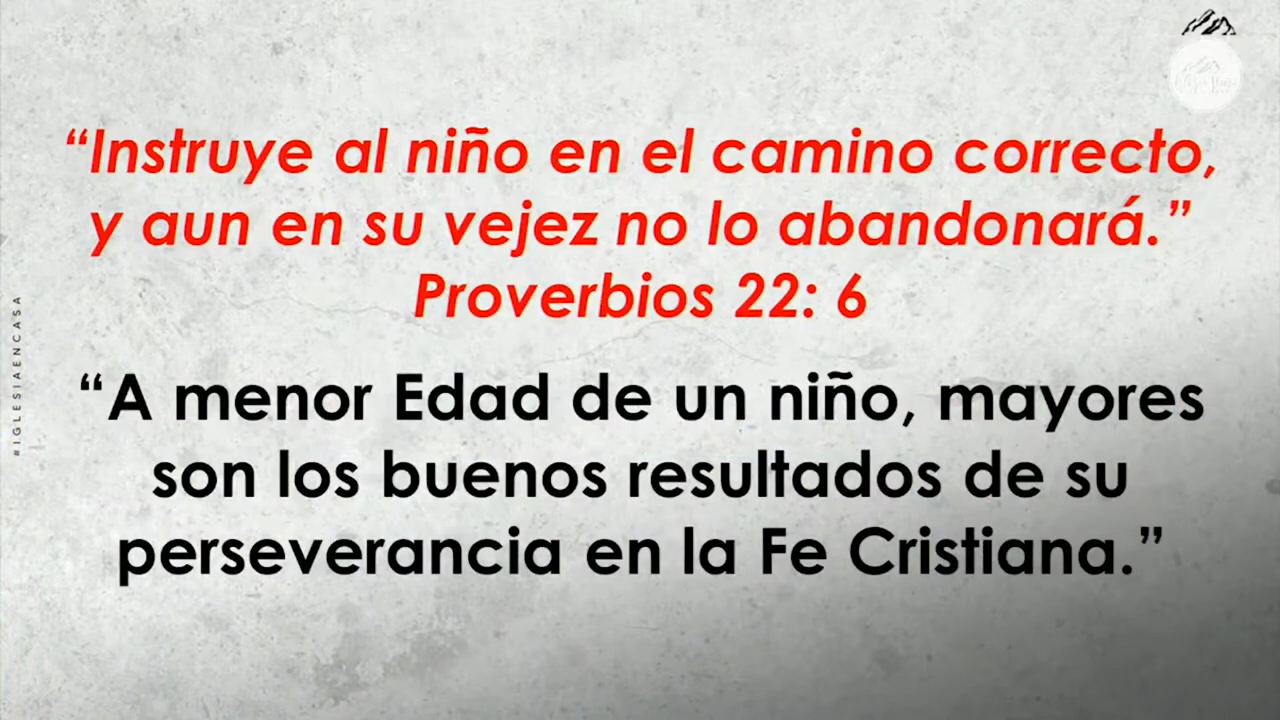 “Instruye al niño en el camino correcto,
y aun en su vejez no lo abandonará.”
Proverbios 22: 6
“A menor Edad de un niño, mayores
son los buenos resultados de su
perseverancia en la Fe Cristiana.”
#IGLESIAENCASA